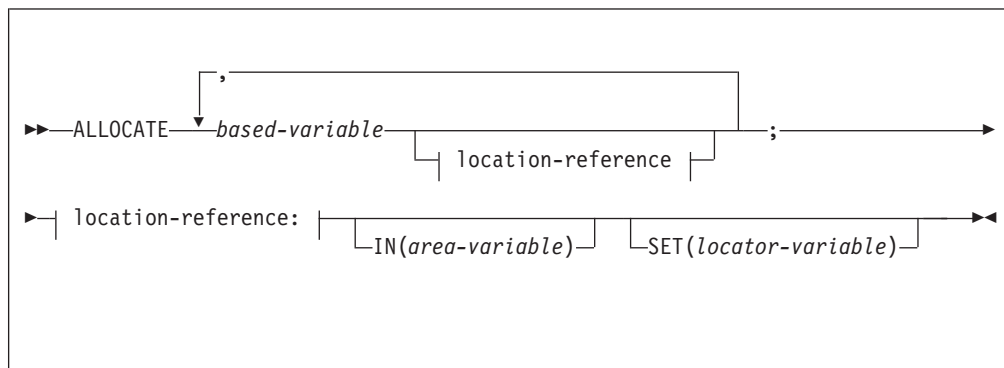 ,
ALLOCATE based-variable ;
location-reference
location-reference:
IN(area-variable) SET(locator-variable)